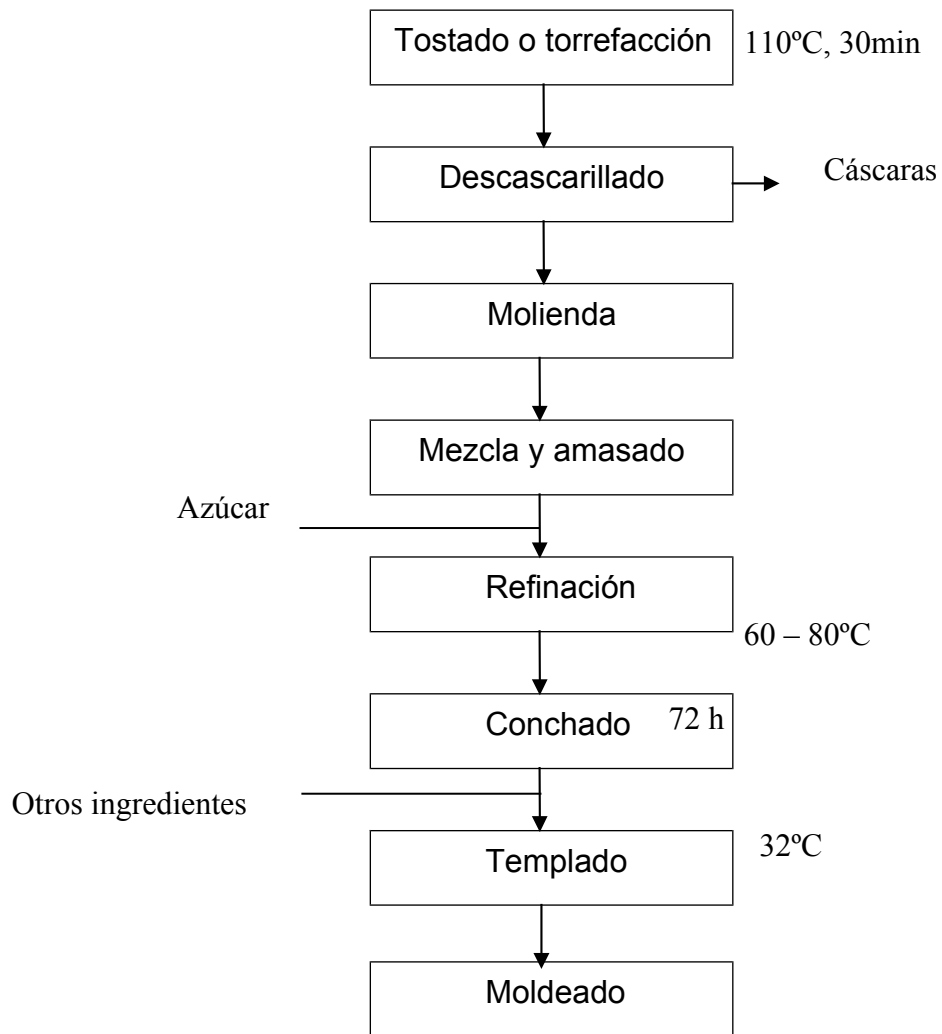 Tostado o torrefacción
110ºC, 30min
Descascarillado
Cáscaras
Molienda
Mezcla y amasado
Azúcar
Refinación
60 – 80ºC
Conchado
72 h
Otros ingredientes
Templado
32ºC
Moldeado